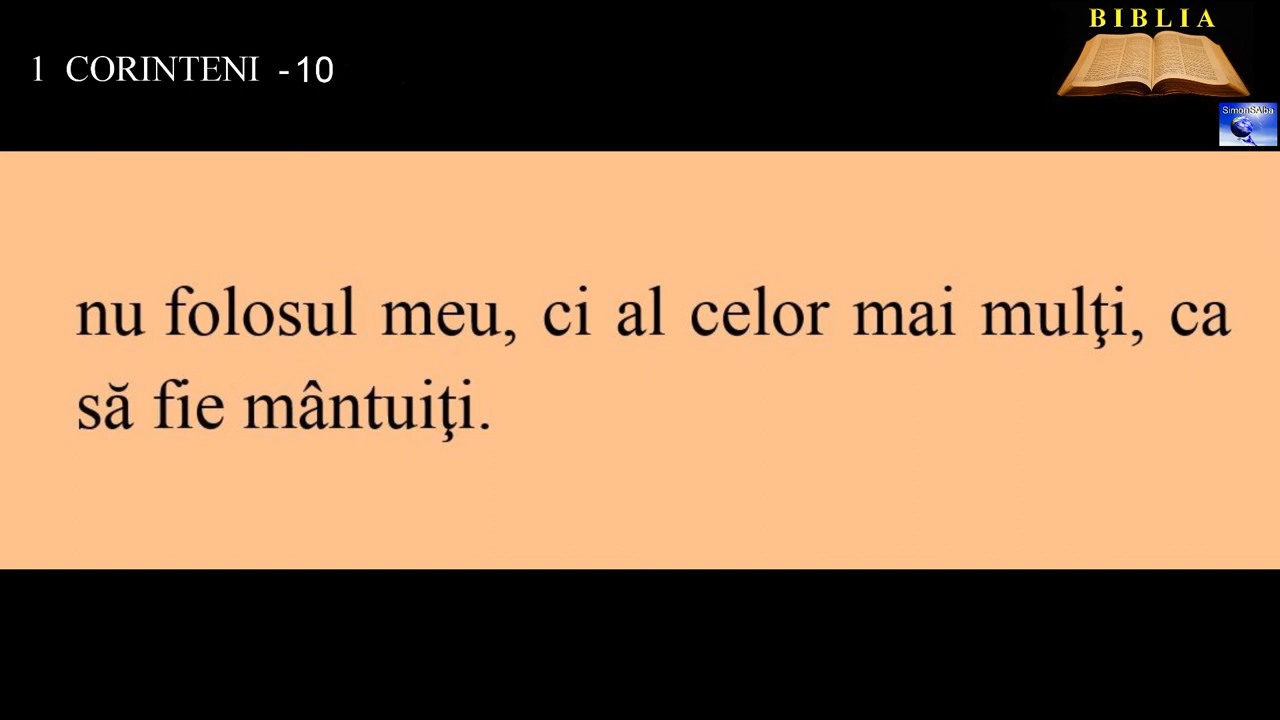 BIBLIA
1 CORINTENI -10
SimonSAlba
nu folosul meu, ci al celor mai mulţi, ca
să fie mântuiţi.